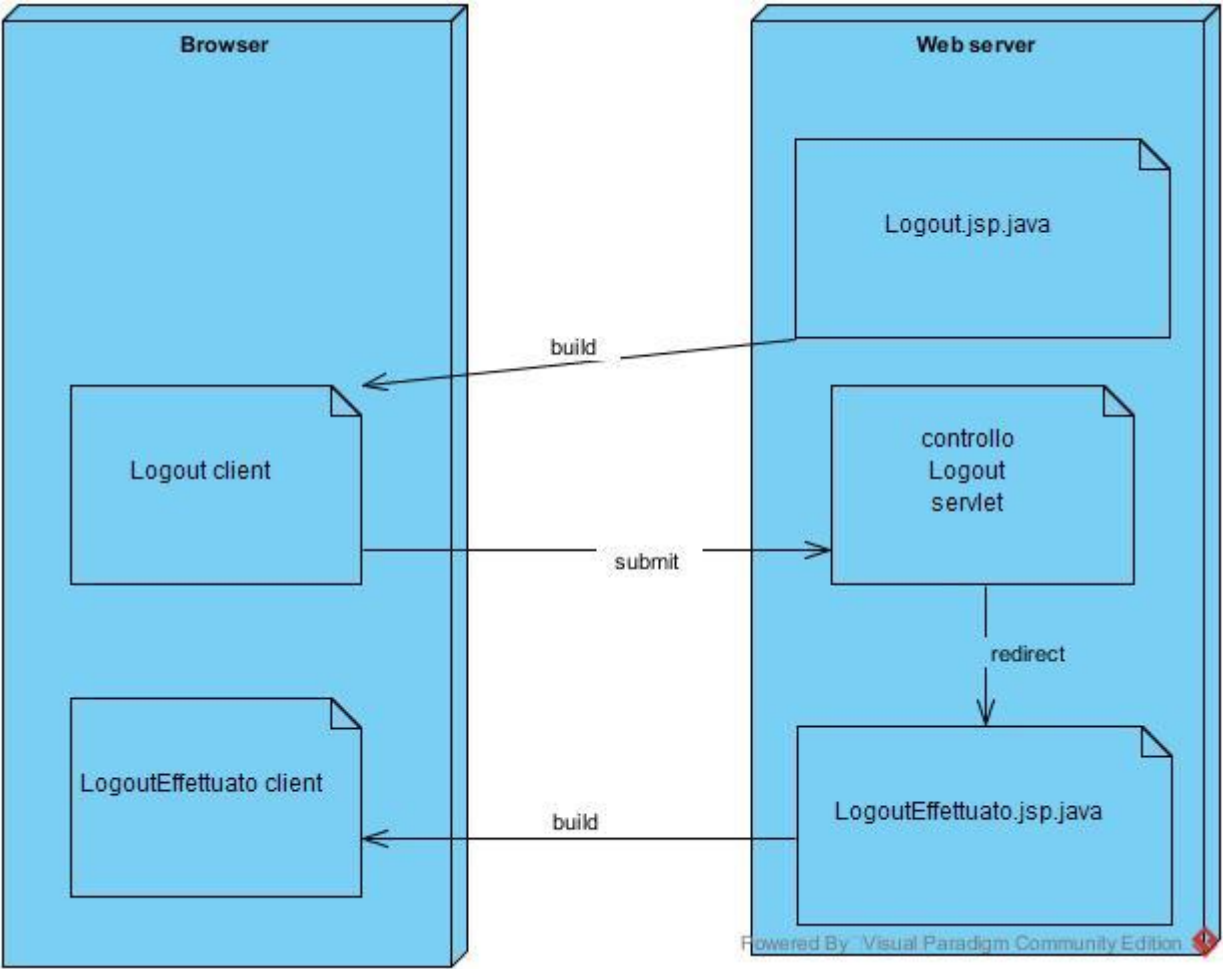 Browser
Web server
Logout.jsp.java
build
Logout client
controllo
Logout
servlet
submit
redirect
LogoutEffettuato client
LogoutEffettuato.jsp.java
build
Powered By Visual Paradigm Community Edition